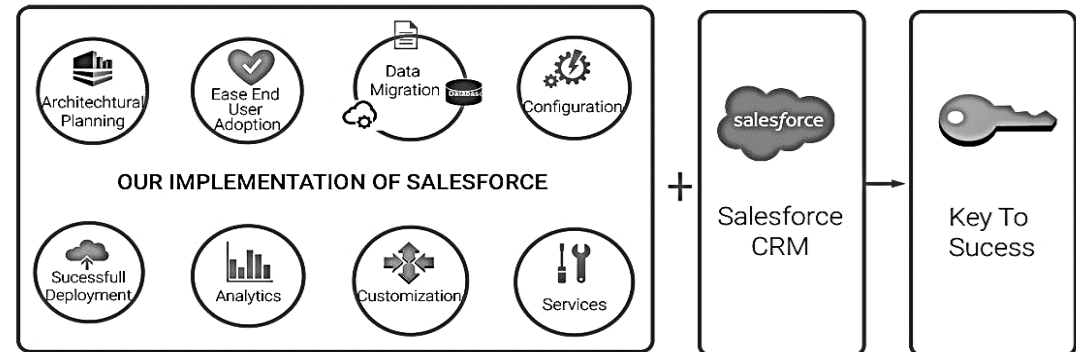 Architechtural
Planning
Ease End
User
Adoption
Data
Migration
DATABASE
Configuration
OUR IMPLEMENTATION OF SALESFORCE
Sucessfull
Deployment
Analytics
Customization
Services
+
salesforce
Salesforce
CRM
Key To
Sucess